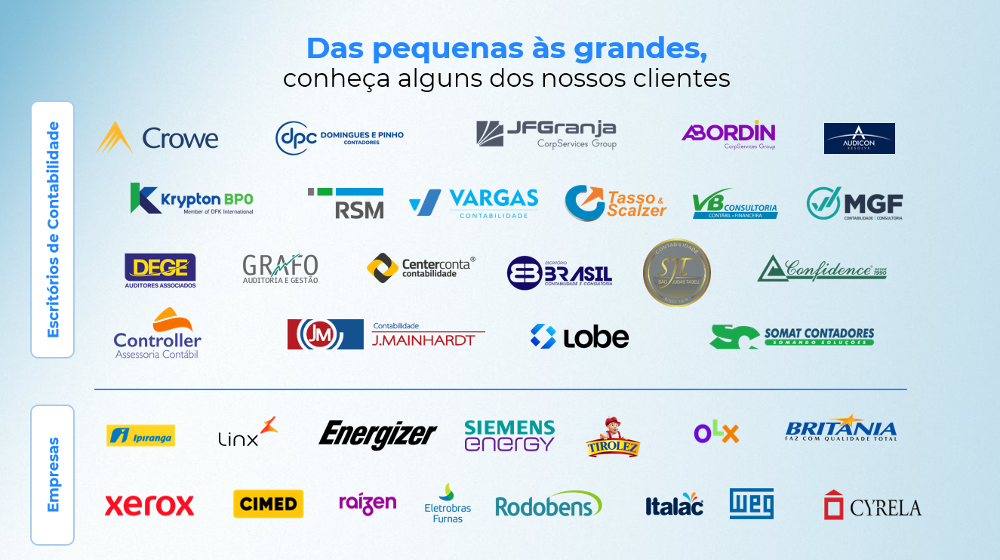 Das pequenas às grandes,
conheça alguns dos nossos clientes
Escritórios de Contabilidade
Crowe
dpc DOMINGUES E PINHO
CONTADORES
JFGranja
CorpServices Group
ABORDIN
CorpServices Group
AUDICON
RESOLVE
Krypton BPO
Member of DFK International
RSM
VARGAS
CONTABILIDADE
Tasso &
Scalzer
VB CONSULTORIA
CONTÁBIL • FINANCEIRA
MGF
CONTABILIDADE | CONSULTORIA
DEGE
AUDITORES ASSOCIADOS
GRAFO
AUDITORIA E GESTÃO
Centerconta®
contabilidade
ESCRITÓRIO
BRASIL
CONTABILIDADE E CONSULTORIA
CONTABILIDADE
SJT
SÃO JUDAS TADEU
SINCE 1979
Confidence® DESDE
1990
Controller
Assessoria Contábil
JM
Contabilidade
J.MAINHARDT
Lobe
SOMAT CONTADORES
SOMANDO SOLUÇÕES
Empresas
Ipiranga
Linx
Energizer
SIEMENS
energy
TIROLEZ
OLX
BRITÂNIA
FAZ COM QUALIDADE TOTAL
xerox
CIMED
raízen
Eletrobras
Furnas
Rodobens
Italac
WEG
CYRELA